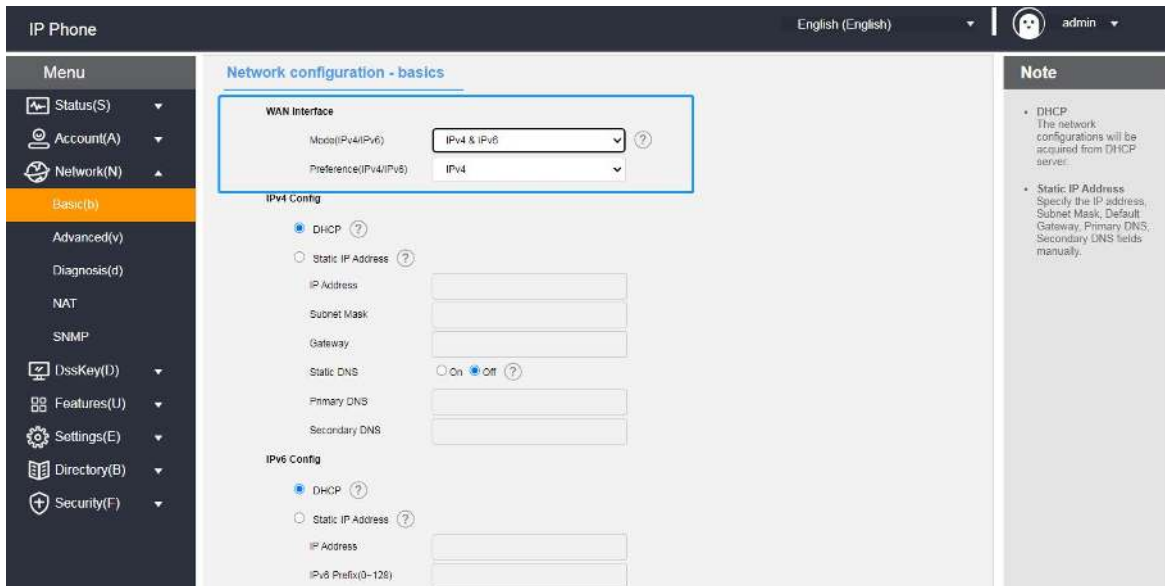 IP Phone
English (English)
admin
Menu
Status(S)
Account(A)
Network(N)
Basic(b)
Advanced(v)
Diagnosis(d)
NAT
SNMP
DssKey(D)
Features(U)
Settings(E)
Directory(B)
Security(F)
Network configuration - basics
WAN Interface
Mode(IPv4/IPv6) IPv4 & IPv6 ?
Preference(IPv4/IPv6) IPv4
IPv4 Config
DHCP ?
Static IP Address ?
IP Address
Subnet Mask
Gateway
Static DNS On Off ?
Primary DNS
Secondary DNS
IPv6 Config
DHCP ?
Static IP Address ?
IP Address
IPv6 Prefix(0~128)
Note
DHCP
The network
configurations will be
acquired from DHCP
server.
Static IP Address
Specify the IP address,
Subnet Mask, Default
Gateway, Primary DNS,
Secondary DNS fields
manually.